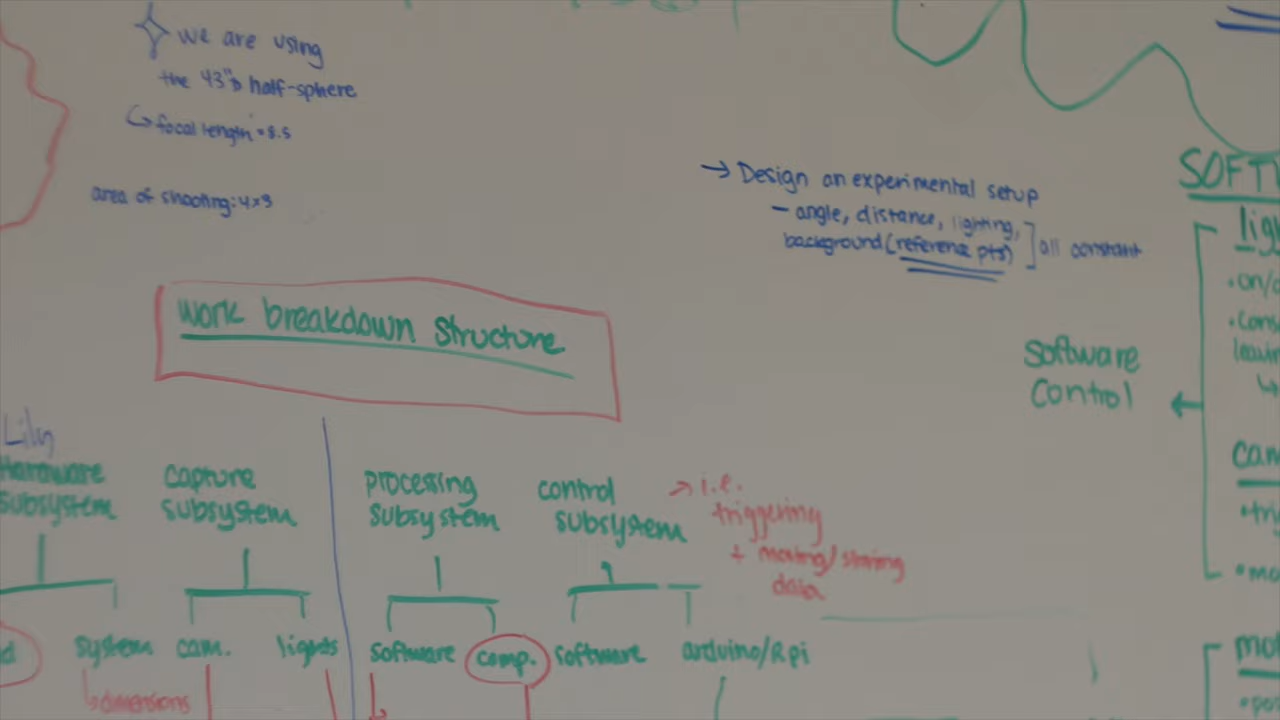 we are using
the 43"D half-sphere
focal length = 8.5
area of shooting: 4x3
→ Design an experimental setup
- angle, distance, lighting,
background (reference pts)
all constant
work breakdown structure
Software
Control
Lily
Hardware
subsystem
capture
subsystem
processing
subsystem
control
subsystem
→ i.e.
triggering
+ moving/storing
data
system
cam.
lights
software
comp.
software
arduino/Rpi
dimensions